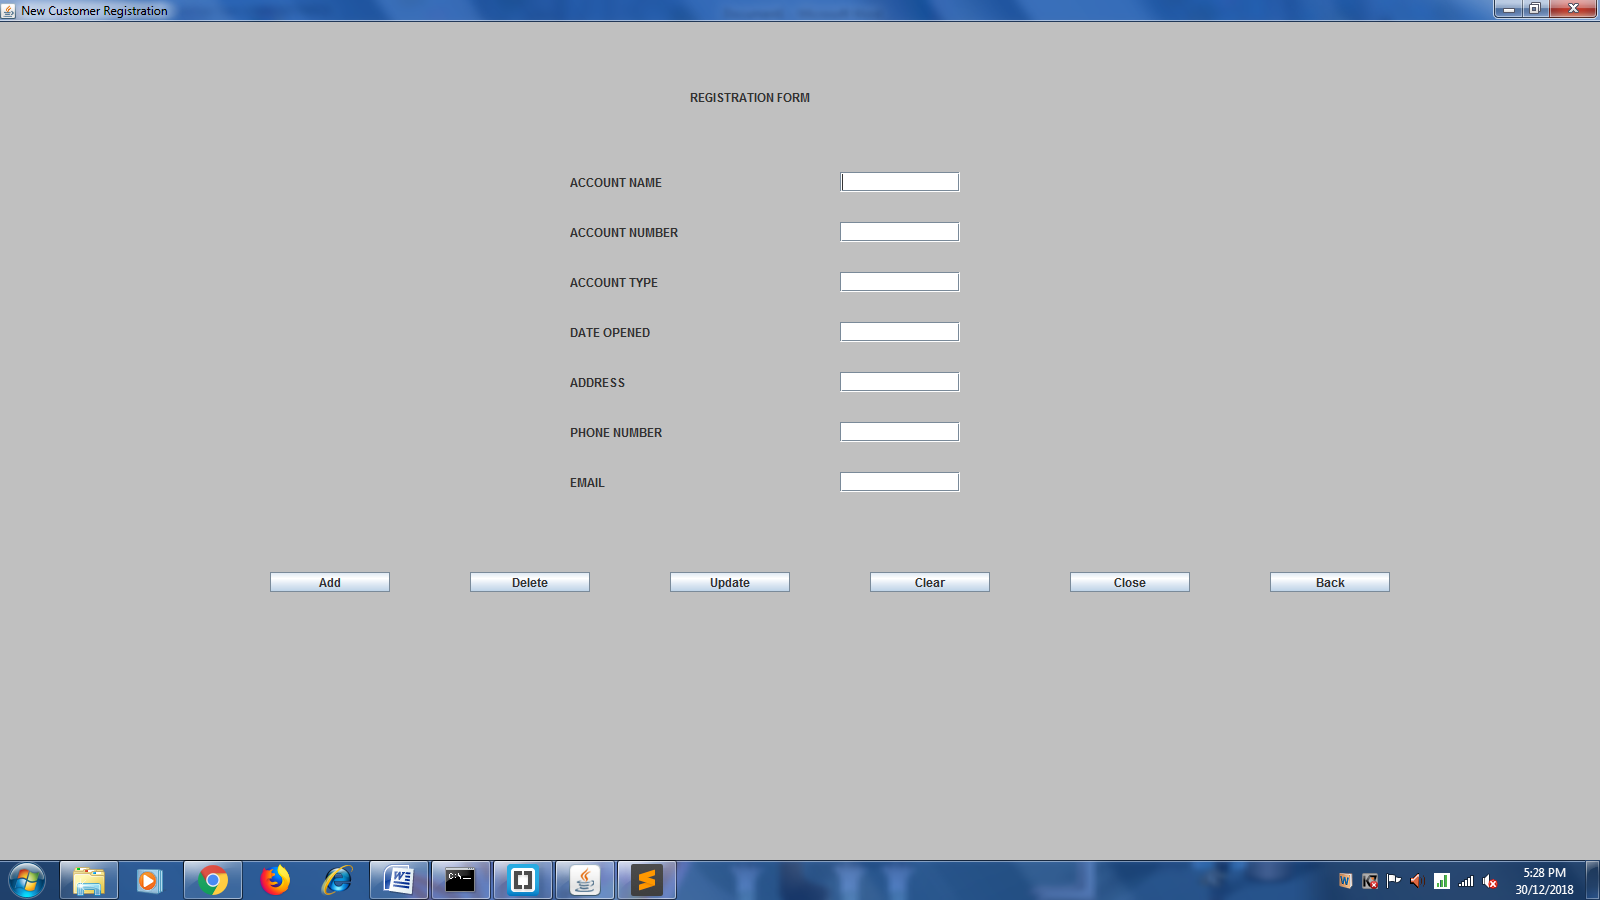 New Customer Registration
REGISTRATION FORM
ACCOUNT NAME
ACCOUNT NUMBER
ACCOUNT TYPE
DATE OPENED
ADDRESS
PHONE NUMBER
EMAIL
Add Delete Update Clear Close Back
5:28 PM
30/12/2018